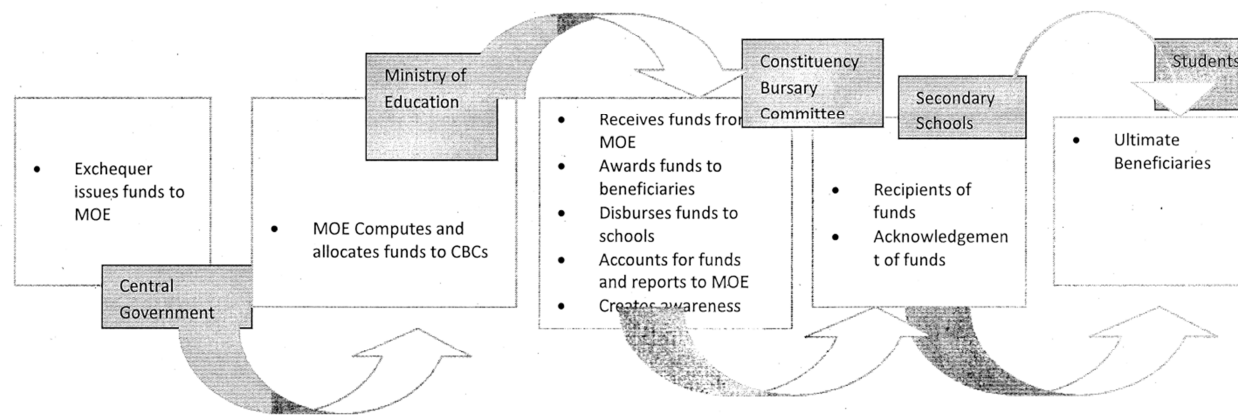 • Exchequer
issues funds to
MOE
Central
Government
Ministry of
Education
• MOE Computes and
allocates funds to CBCs
Constituency
Bursary
Committee
• Receives funds from
MOE
• Awards funds to
beneficiaries
• Disburses funds to
schools
• Accounts for funds
and reports to MOE
• Creates awareness
Secondary
Schools
• Recipients of
funds
• Acknowledgemen
t of funds
Students
• Ultimate
Beneficiaries